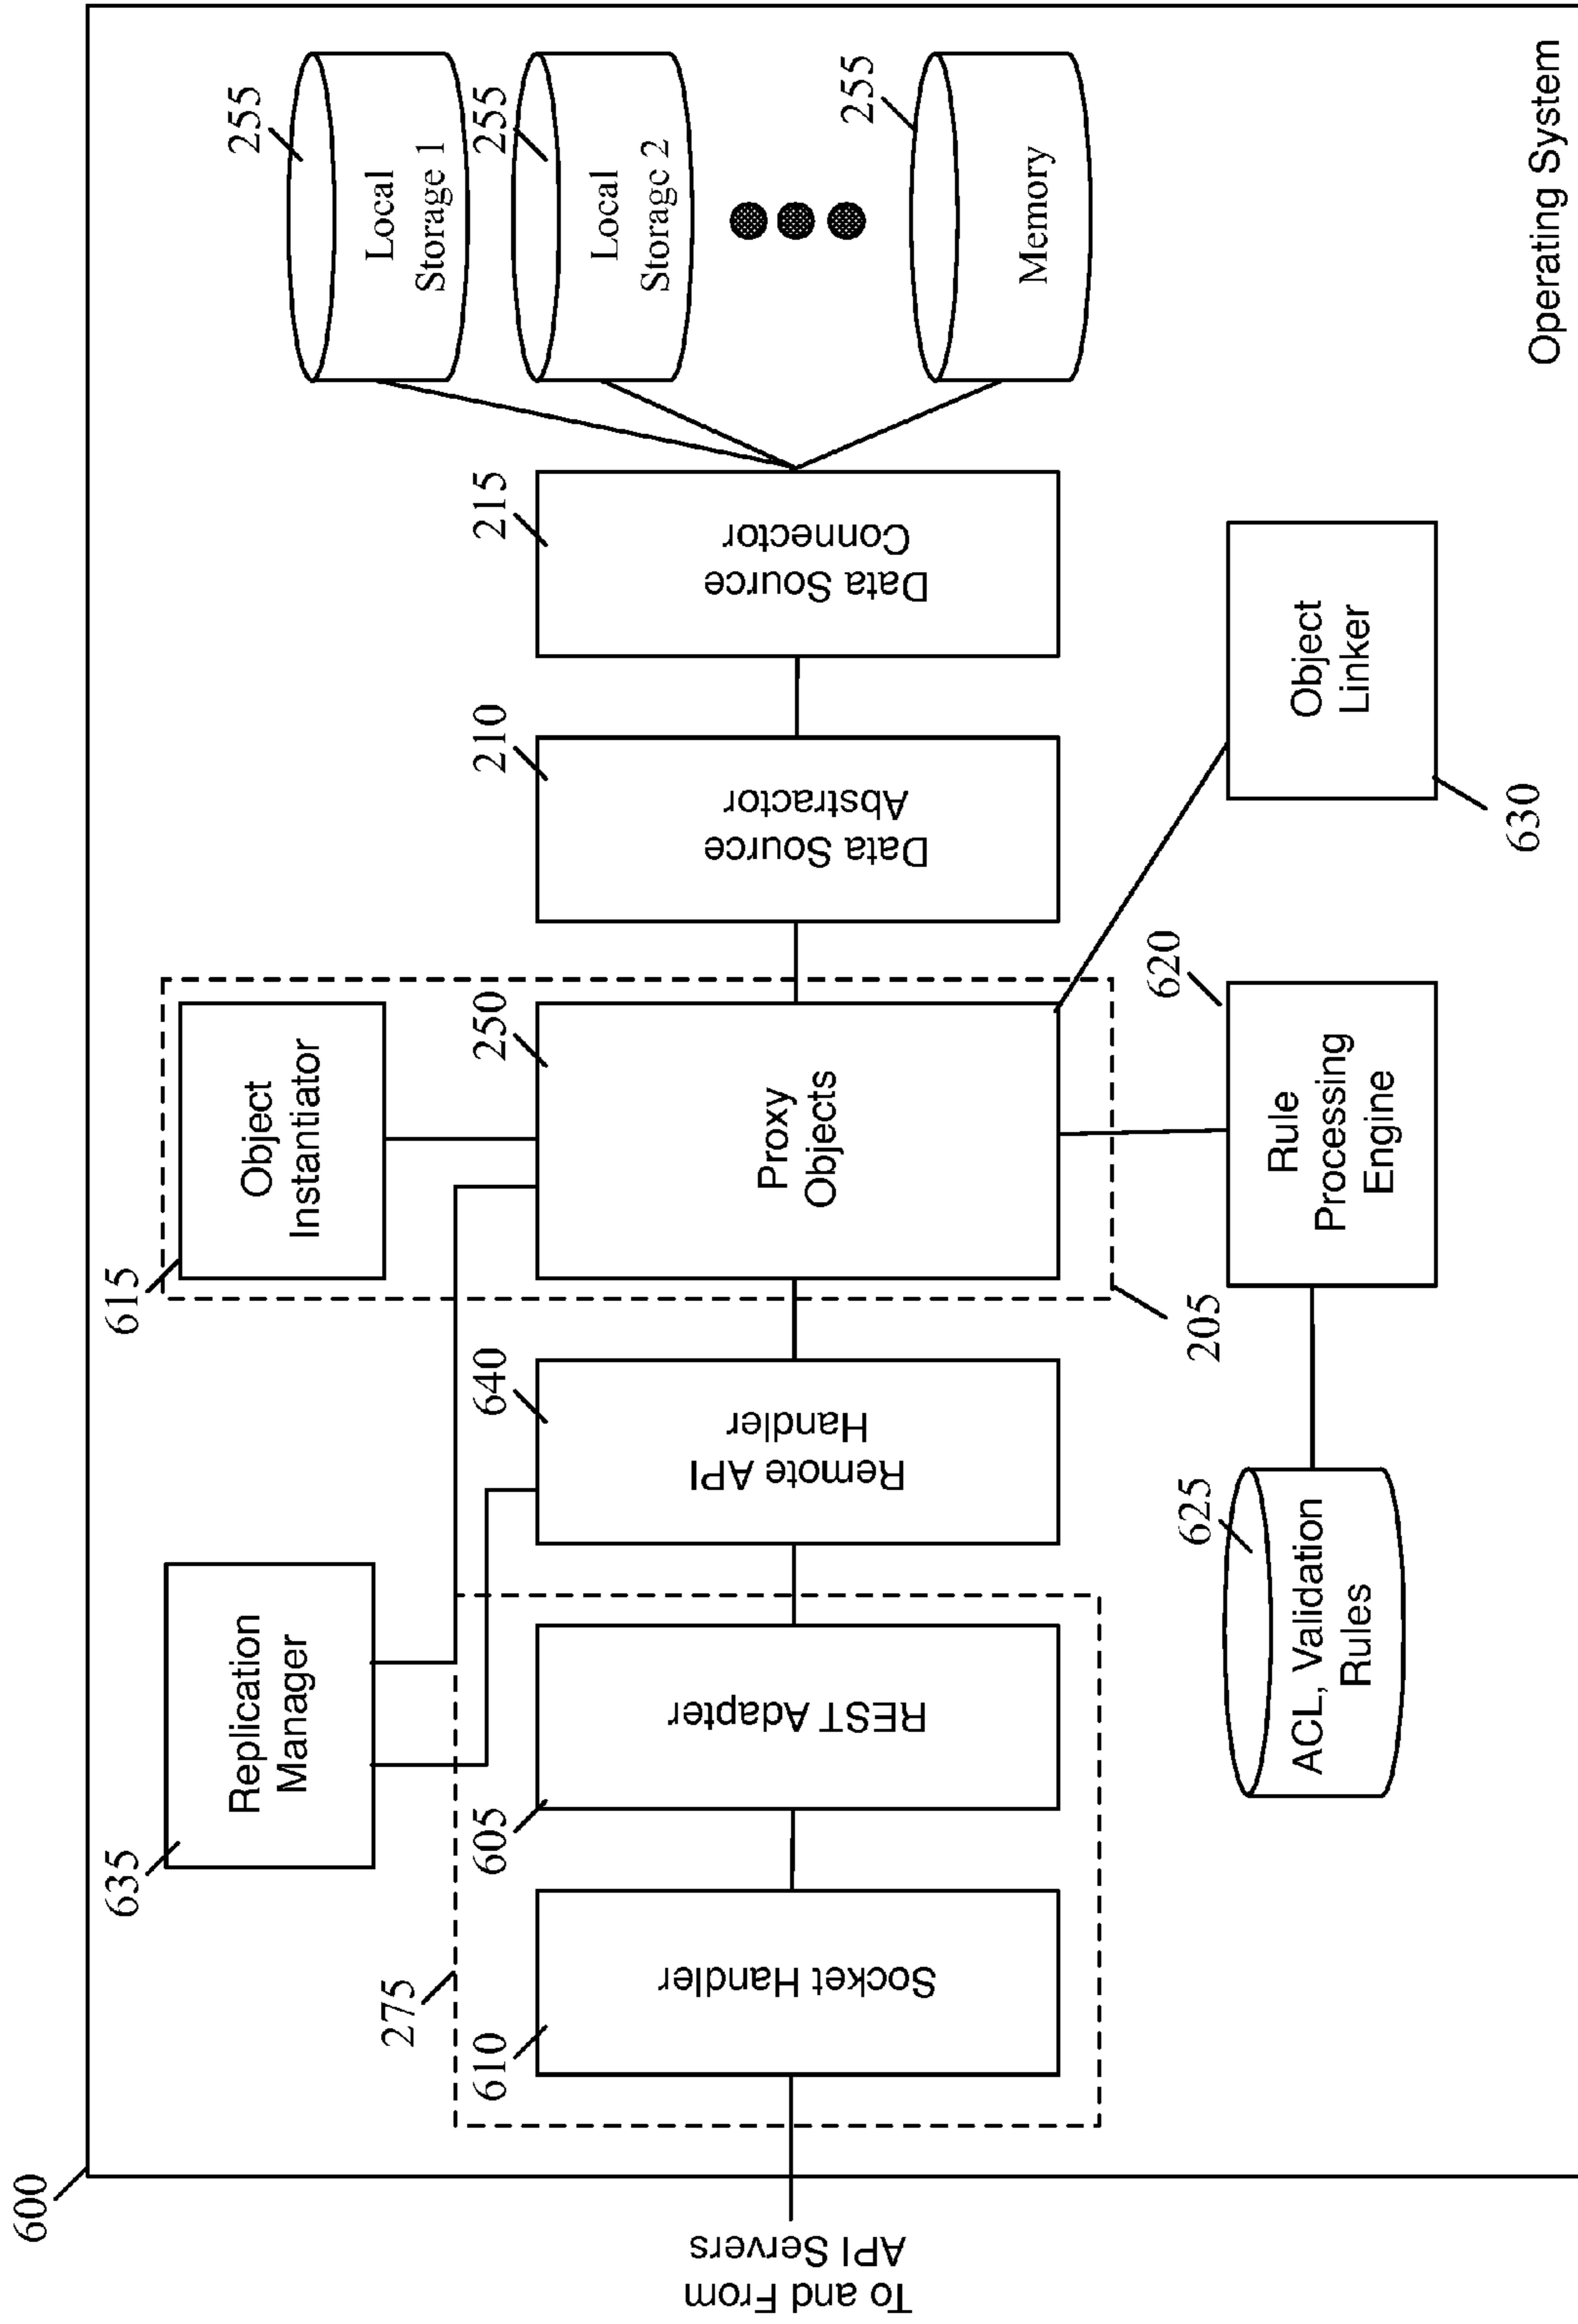 600
Operating System
635
Replication
Manager
615
Object
Instantiator
255
Local
Storage 1
255
Local
Storage 2
255
Memory
275
610
Socket Handler
605
REST Adapter
640
Remote API
Handler
250
Proxy
Objects
210
Data Source
Abstractor
215
Data Source
Connector
To and From
API Servers
205
625
ACL, Validation
Rules
620
Rule
Processing
Engine
630
Object
Linker